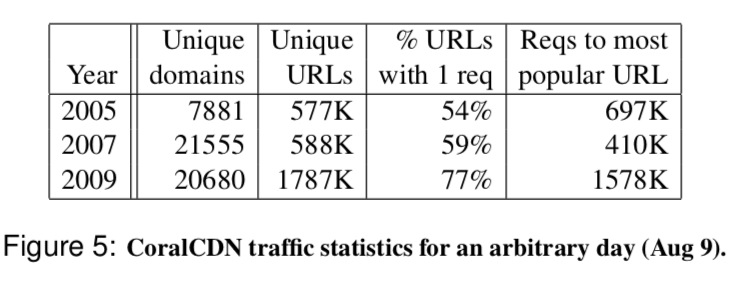 Unique Unique % URLs Reqs to most
Year domains URLs with 1 req popular URL
2005 7881 577K 54% 697K
2007 21555 588K 59% 410K
2009 20680 1787K 77% 1578K
Figure 5: CoralCDN traffic statistics for an arbitrary day (Aug 9).